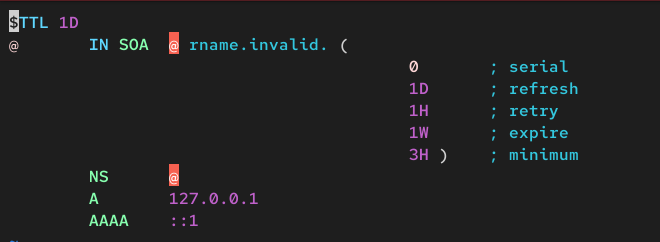 $TTL 1D
@ IN SOA @ rname.invalid. (
0 ; serial
1D ; refresh
1H ; retry
1W ; expire
3H ) ; minimum
NS @
A 127.0.0.1
AAAA ::1